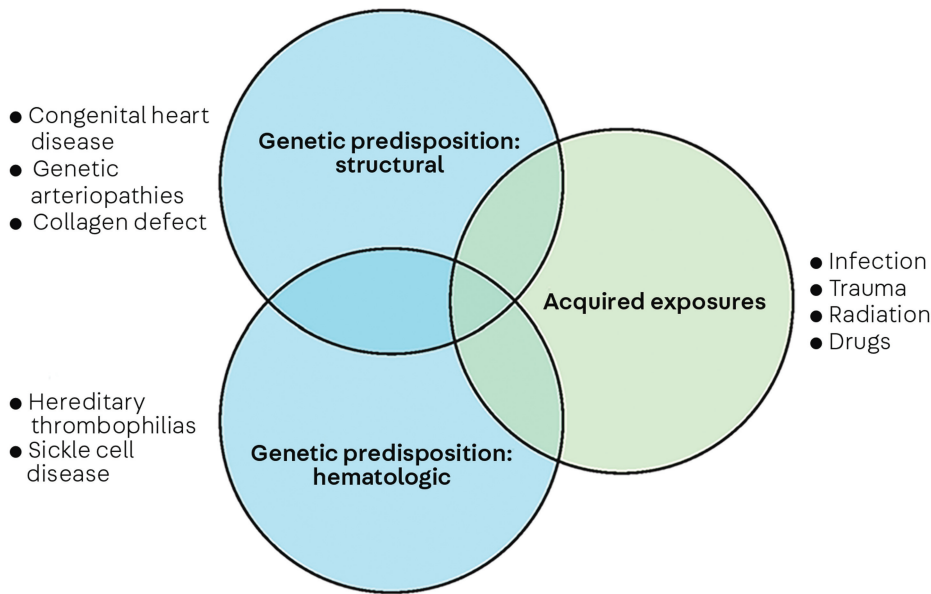 ● Congenital heart
disease
● Genetic
arteriopathies
● Collagen defect
Genetic predisposition:
structural
Acquired exposures
● Infection
● Trauma
● Radiation
● Drugs
● Hereditary
thrombophilias
● Sickle cell
disease
Genetic predisposition:
hematologic